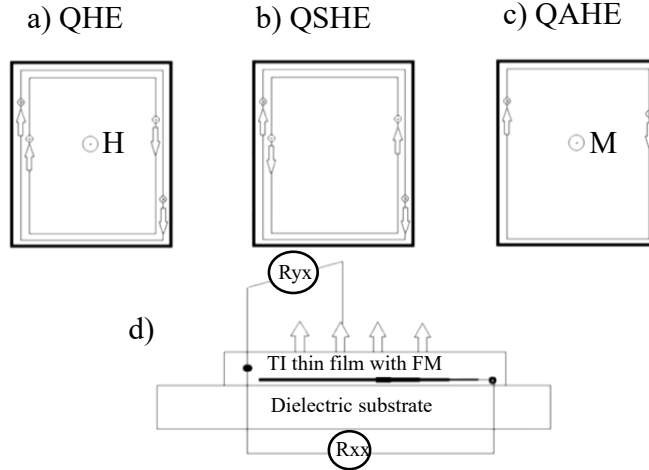 a) QHE
b) QSHE
c) QAHE
H
M
Ryx
d)
TI thin film with FM
Dielectric substrate
Rxx